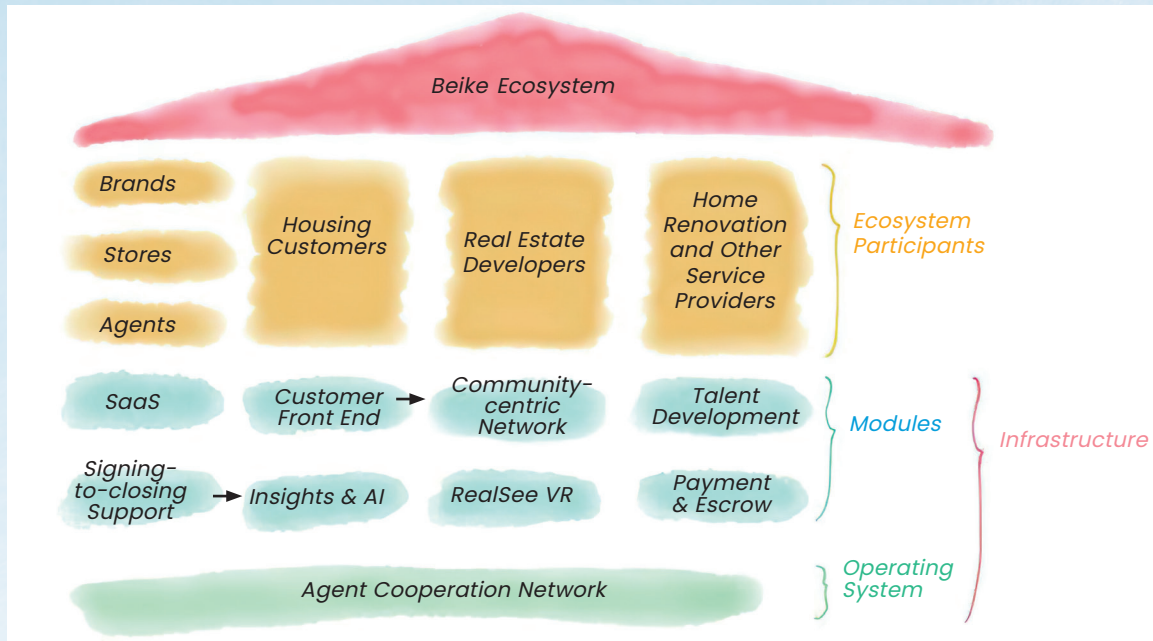 Beike Ecosystem
Brands
Stores
Agents
Housing
Customers
Real Estate
Developers
Home
Renovation
and Other
Service
Providers
Ecosystem
Participants
SaaS
Customer
Front End
Community-
centric
Network
Talent
Development
Modules
Infrastructure
Signing-
to-closing
Support
Insights & AI
RealSee VR
Payment
& Escrow
Agent Cooperation Network
Operating
System